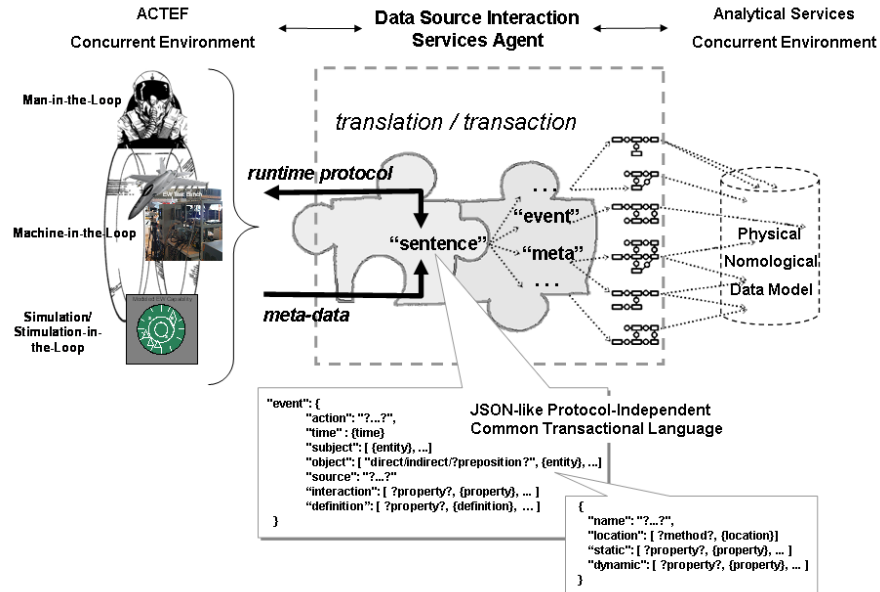 ACTEF
Concurrent Environment
Data Source Interaction
Services Agent
Analytical Services
Concurrent Environment
Man-in-the-Loop
Machine-in-the-Loop
Simulation/
Stimulation-in-
the-Loop
translation / transaction
runtime protocol
meta-data
“sentence”
...
“event”
“meta”
...
Physical
Nomological
Data Model
"event": {
"action": "?...?",
"time" : {time}
"subject": [ {entity}, ...]
"object": [ "direct/indirect/?preposition?", {entity}, ...]
"source": "?...?"
“interaction": [ ?property?, {property}, ... ]
“definition”: [ ?property?, {definition}, ... ]
}
JSON-like Protocol-Independent
Common Transactional Language
{
"name": "?...?",
"location": [ ?method?, {location}]
“static": [ ?property?, {property}, ... ]
"dynamic": [ ?property?, {property}, ... ]
}